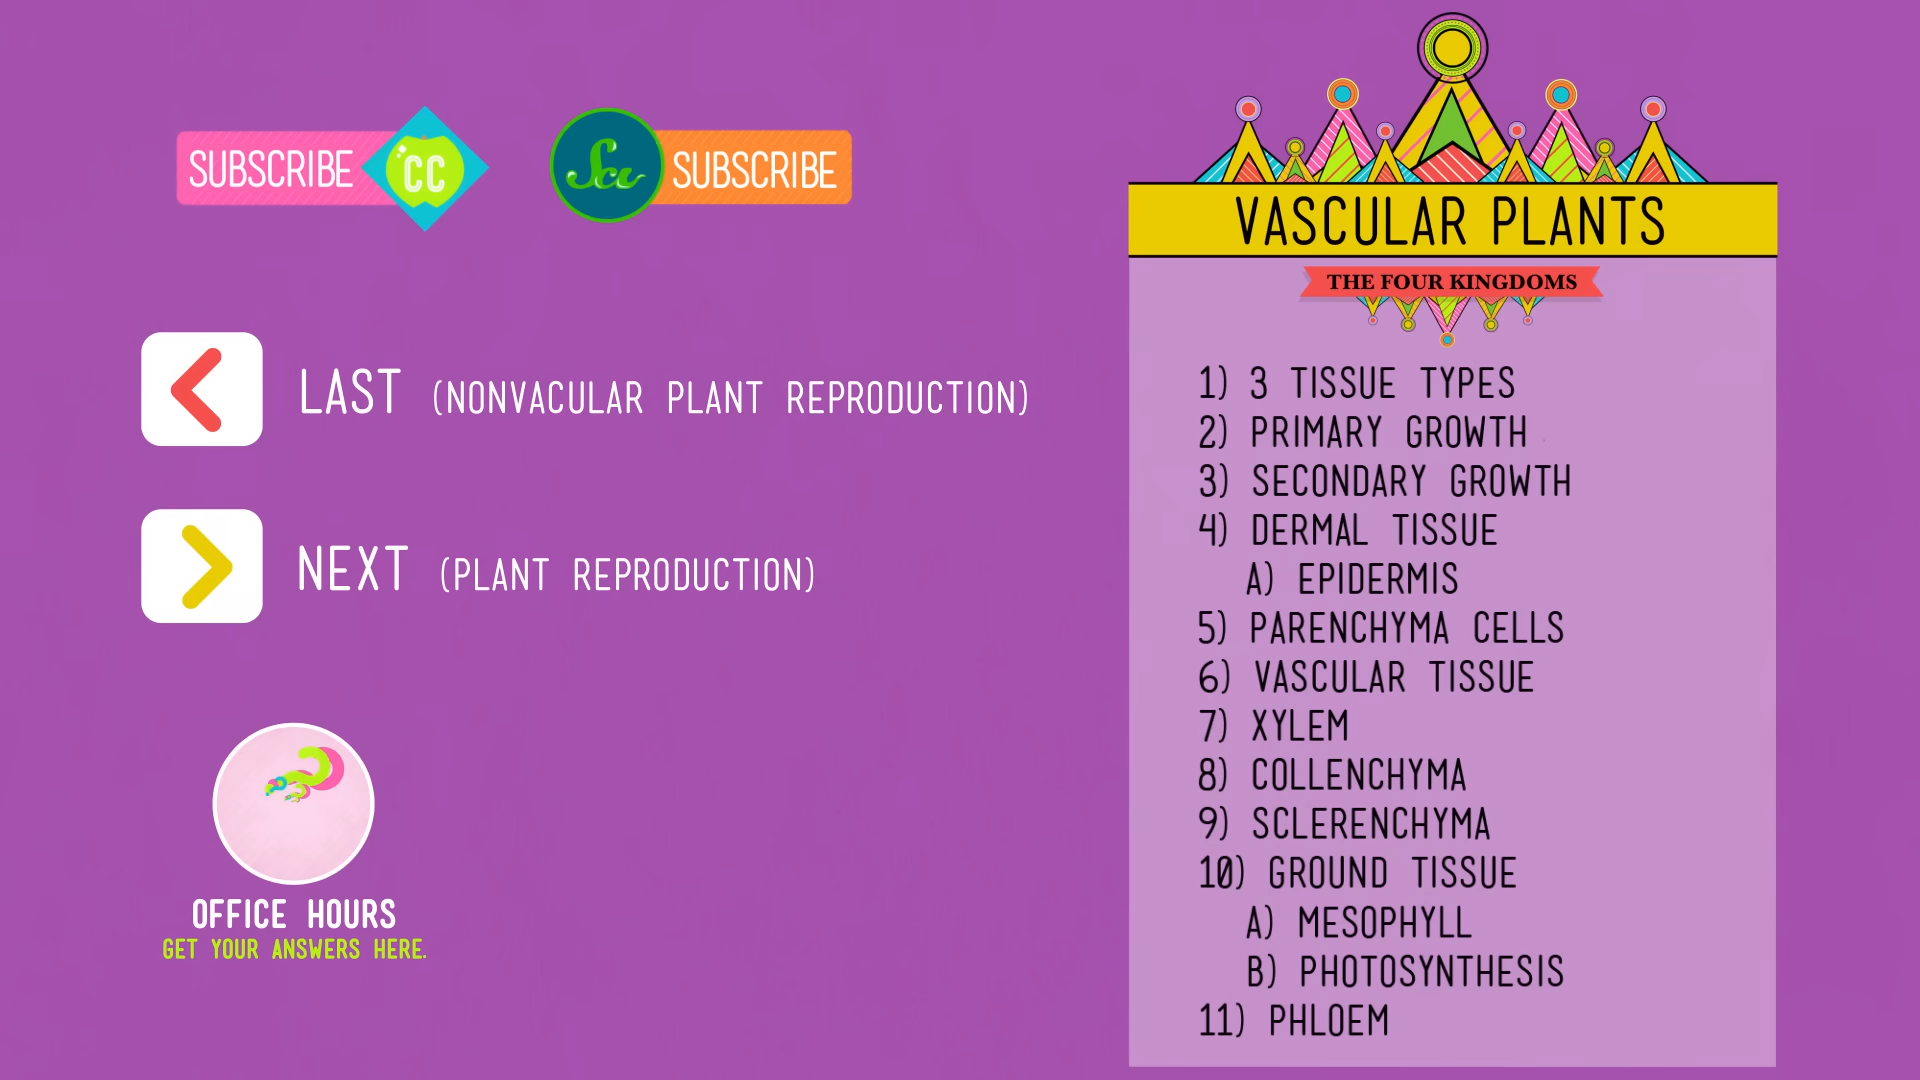 SUBSCRIBE CC
Sci SUBSCRIBE
LAST (NONVACULAR PLANT REPRODUCTION)
NEXT (PLANT REPRODUCTION)
OFFICE HOURS
GET YOUR ANSWERS HERE.
VASCULAR PLANTS
THE FOUR KINGDOMS
1) 3 TISSUE TYPES
2) PRIMARY GROWTH
3) SECONDARY GROWTH
4) DERMAL TISSUE
A) EPIDERMIS
5) PARENCHYMA CELLS
6) VASCULAR TISSUE
7) XYLEM
8) COLLENCHYMA
9) SCLERENCHYMA
10) GROUND TISSUE
A) MESOPHYLL
B) PHOTOSYNTHESIS
11) PHLOEM